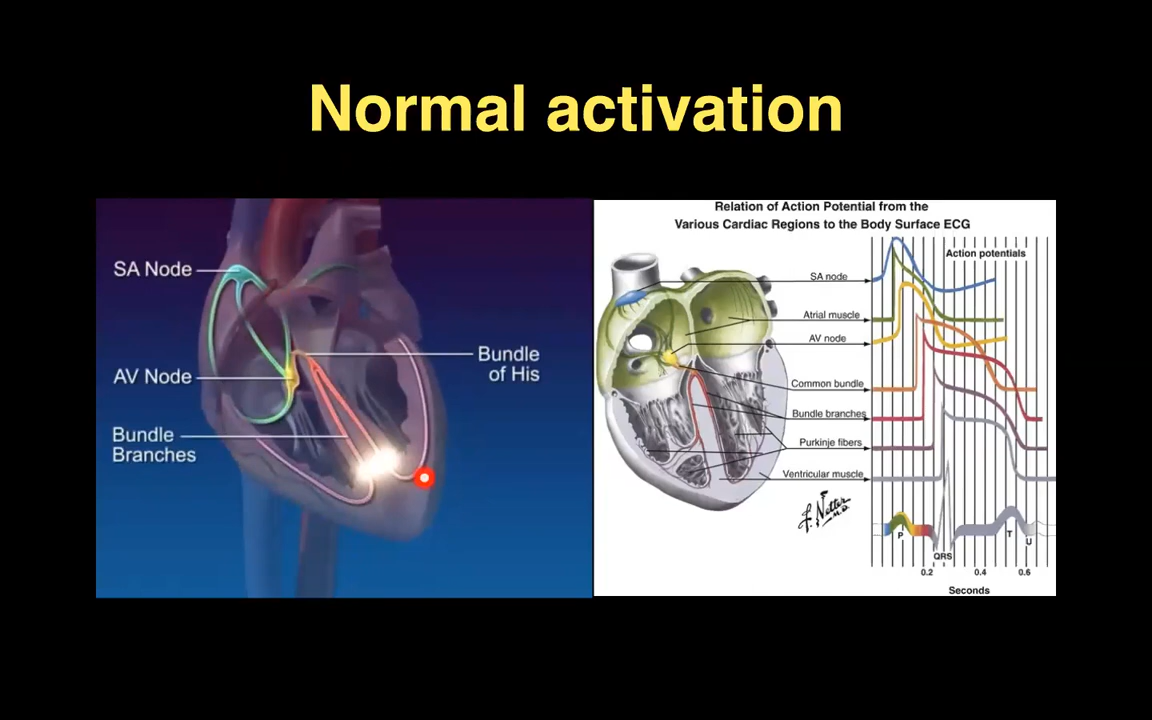 Normal activation
SA Node
AV Node
Bundle
Branches
Bundle
of His
Relation of Action Potential from the
Various Cardiac Regions to the Body Surface ECG
Action potentials
SA node
Atrial muscle
AV node
Common bundle
Bundle branches
Purkinje fibers
Ventricular muscle
F. Netter
M.D.
P
QRS
T
U
0.2
0.4
0.6
Seconds